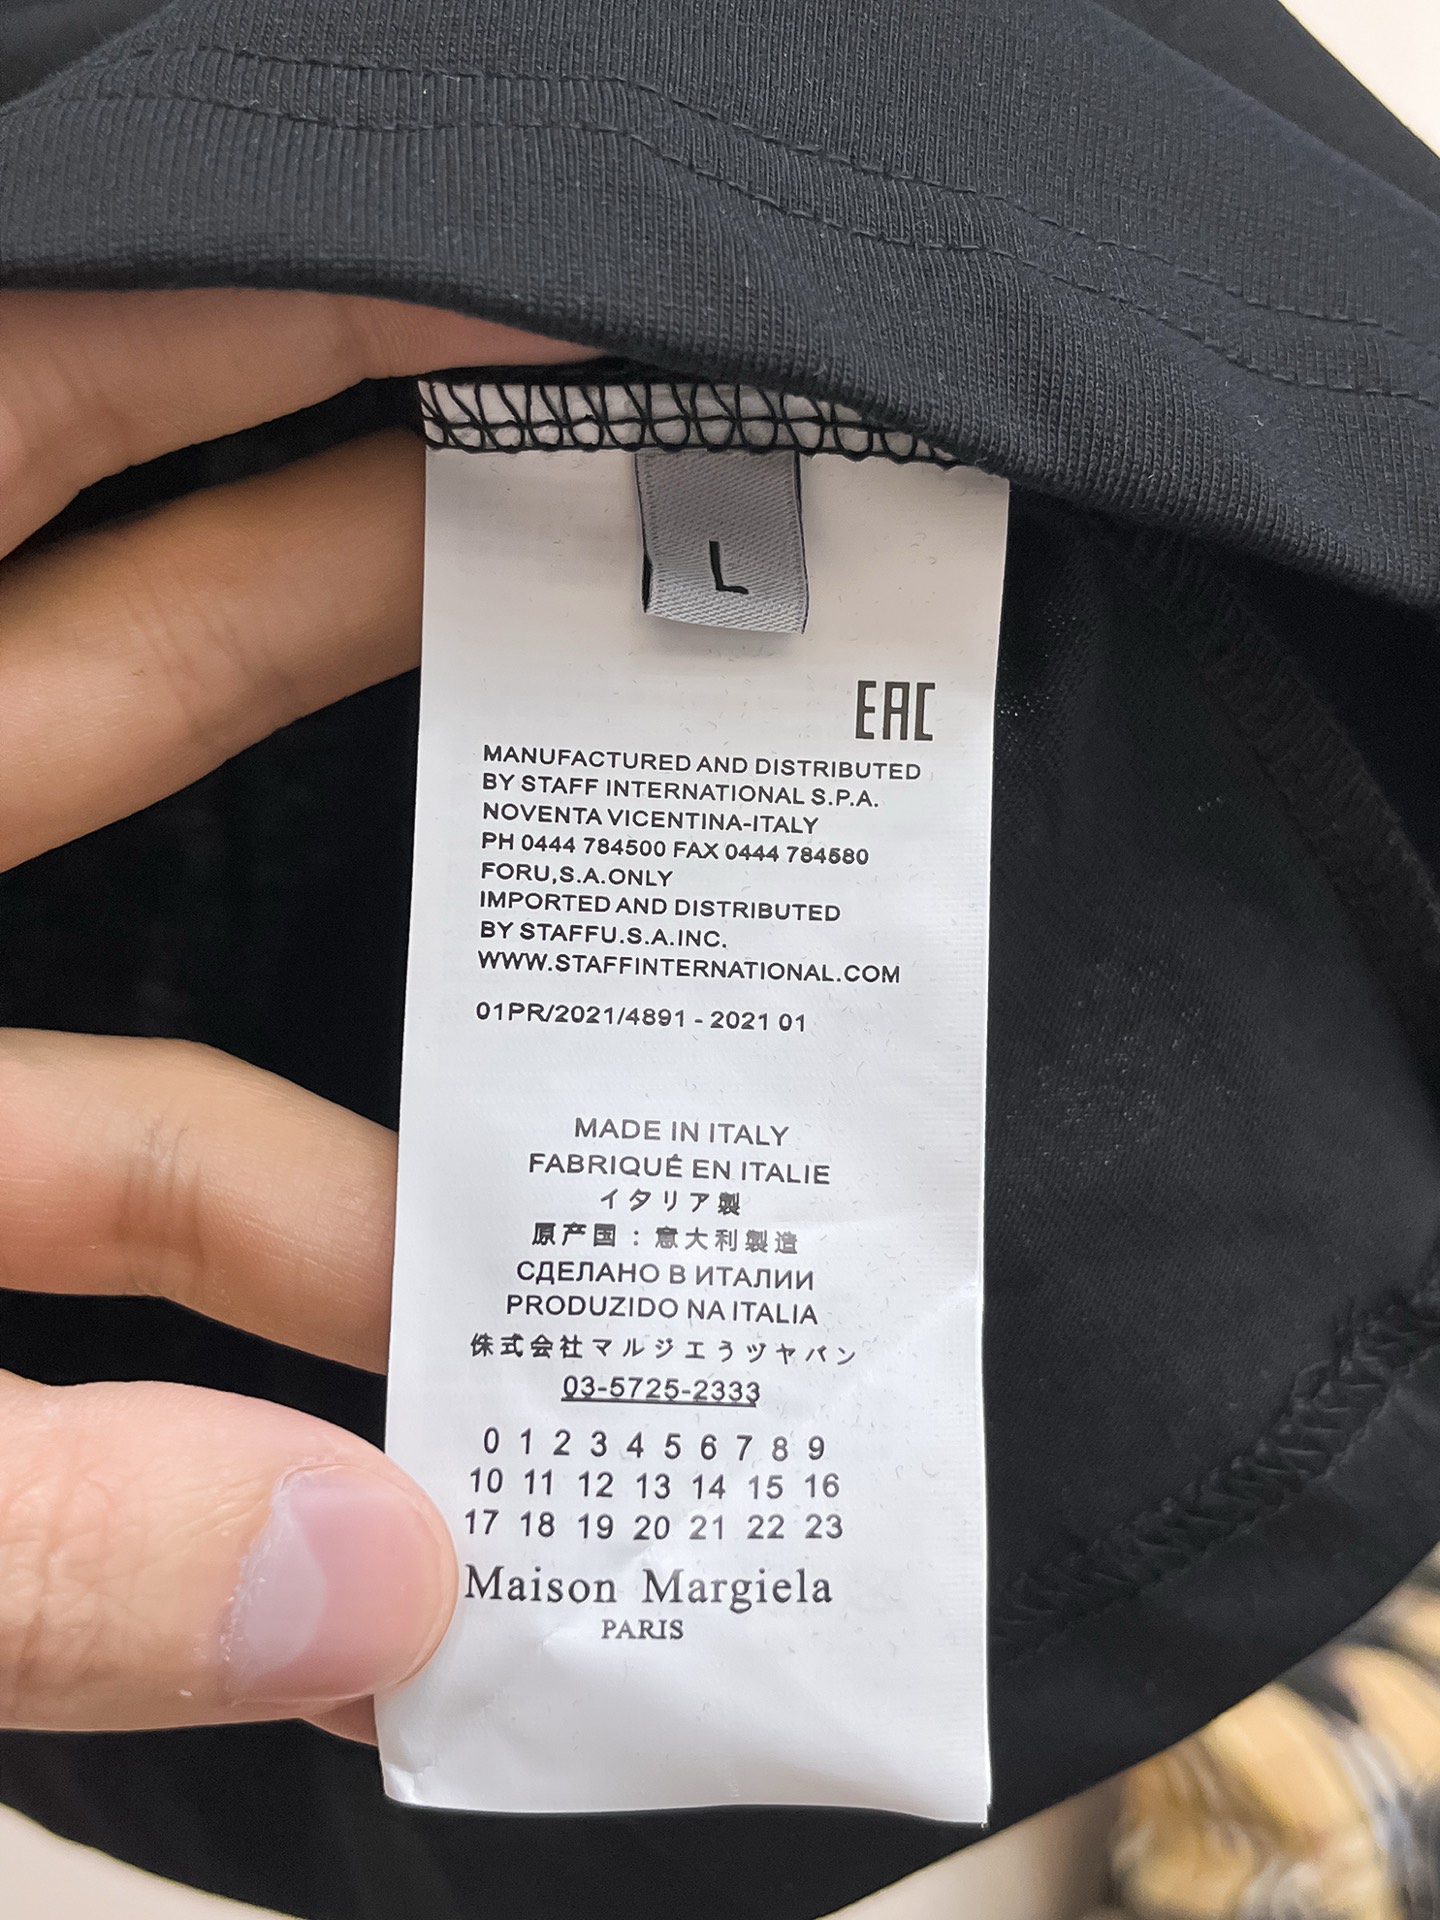 L
EAC
MANUFACTURED AND DISTRIBUTED
BY STAFF INTERNATIONAL S.P.A.
NOVENTA VICENTINA-ITALY
PH 0444 784500 FAX 0444 784580
FORU,S.A.ONLY
IMPORTED AND DISTRIBUTED
BY STAFFU.S.A.INC.
WWW.STAFFINTERNATIONAL.COM
01PR/2021/4891 - 2021 01
MADE IN ITALY
FABRIQUÉ EN ITALIE
イタリア製
原产国：意大利製造
СДЕЛАНО В ИТАЛИИ
PRODUZIDO NA ITALIA
侏式会社マルジエうヅヤバン
03-5725-2333
0 1 2 3 4 5 6 7 8 9
10 11 12 13 14 15 16
17 18 19 20 21 22 23
Maison Margiela
PARIS